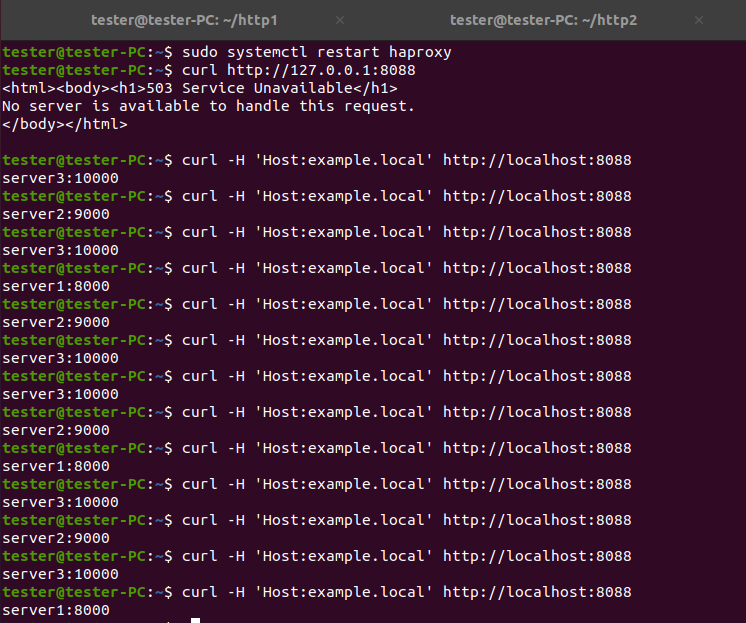 tester@tester-PC: ~/http1 × tester@tester-PC: ~/http2 ×
tester@tester-PC:~$ sudo systemctl restart haproxy
tester@tester-PC:~$ curl http://127.0.0.1:8088
<html><body><h1>503 Service Unavailable</h1>
No server is available to handle this request.
</body></html>
tester@tester-PC:~$ curl -H 'Host:example.local' http://localhost:8088
server3:10000
tester@tester-PC:~$ curl -H 'Host:example.local' http://localhost:8088
server2:9000
tester@tester-PC:~$ curl -H 'Host:example.local' http://localhost:8088
server3:10000
tester@tester-PC:~$ curl -H 'Host:example.local' http://localhost:8088
server1:8000
tester@tester-PC:~$ curl -H 'Host:example.local' http://localhost:8088
server2:9000
tester@tester-PC:~$ curl -H 'Host:example.local' http://localhost:8088
server3:10000
tester@tester-PC:~$ curl -H 'Host:example.local' http://localhost:8088
server3:10000
tester@tester-PC:~$ curl -H 'Host:example.local' http://localhost:8088
server2:9000
tester@tester-PC:~$ curl -H 'Host:example.local' http://localhost:8088
server1:8000
tester@tester-PC:~$ curl -H 'Host:example.local' http://localhost:8088
server3:10000
tester@tester-PC:~$ curl -H 'Host:example.local' http://localhost:8088
server2:9000
tester@tester-PC:~$ curl -H 'Host:example.local' http://localhost:8088
server3:10000
tester@tester-PC:~$ curl -H 'Host:example.local' http://localhost:8088
server1:8000